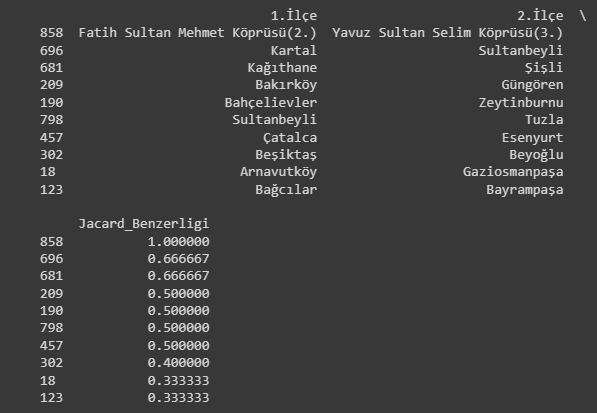 1.İlçe 2.İlçe \
858 Fatih Sultan Mehmet Köprüsü(2.) Yavuz Sultan Selim Köprüsü(3.)
696 Kartal Sultanbeyli
681 Kağıthane Şişli
209 Bakırköy Güngören
190 Bahçelievler Zeytinburnu
798 Sultanbeyli Tuzla
457 Çatalca Esenyurt
302 Beşiktaş Beyoğlu
18 Arnavutköy Gaziosmanpaşa
123 Bağcılar Bayrampaşa
Jacard_Benzerligi
858 1.000000
696 0.666667
681 0.666667
209 0.500000
190 0.500000
798 0.500000
457 0.500000
302 0.400000
18 0.333333
123 0.333333